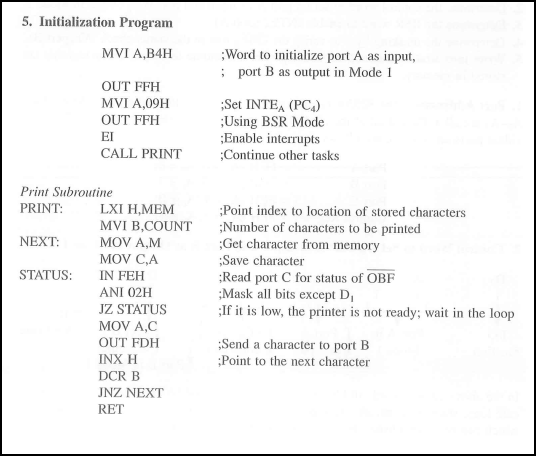 5. Initialization Program
MVI A,B4H ;Word to initialize port A as input,
; port B as output in Mode 1
OUT FFH
MVI A,09H ;Set INTE_A (PC_4)
OUT FFH ;Using BSR Mode
EI ;Enable interrupts
CALL PRINT ;Continue other tasks
Print Subroutine
PRINT: LXI H,MEM ;Point index to location of stored characters
MVI B,COUNT ;Number of characters to be printed
NEXT: MOV A,M ;Get character from memory
MOV C,A ;Save character
STATUS: IN FEH ;Read port C for status of O̅B̅F̅
ANI 02H ;Mask all bits except D_1
JZ STATUS ;If it is low, the printer is not ready; wait in the loop
MOV A,C
OUT FDH ;Send a character to port B
INX H ;Point to the next character
DCR B
JNZ NEXT
RET